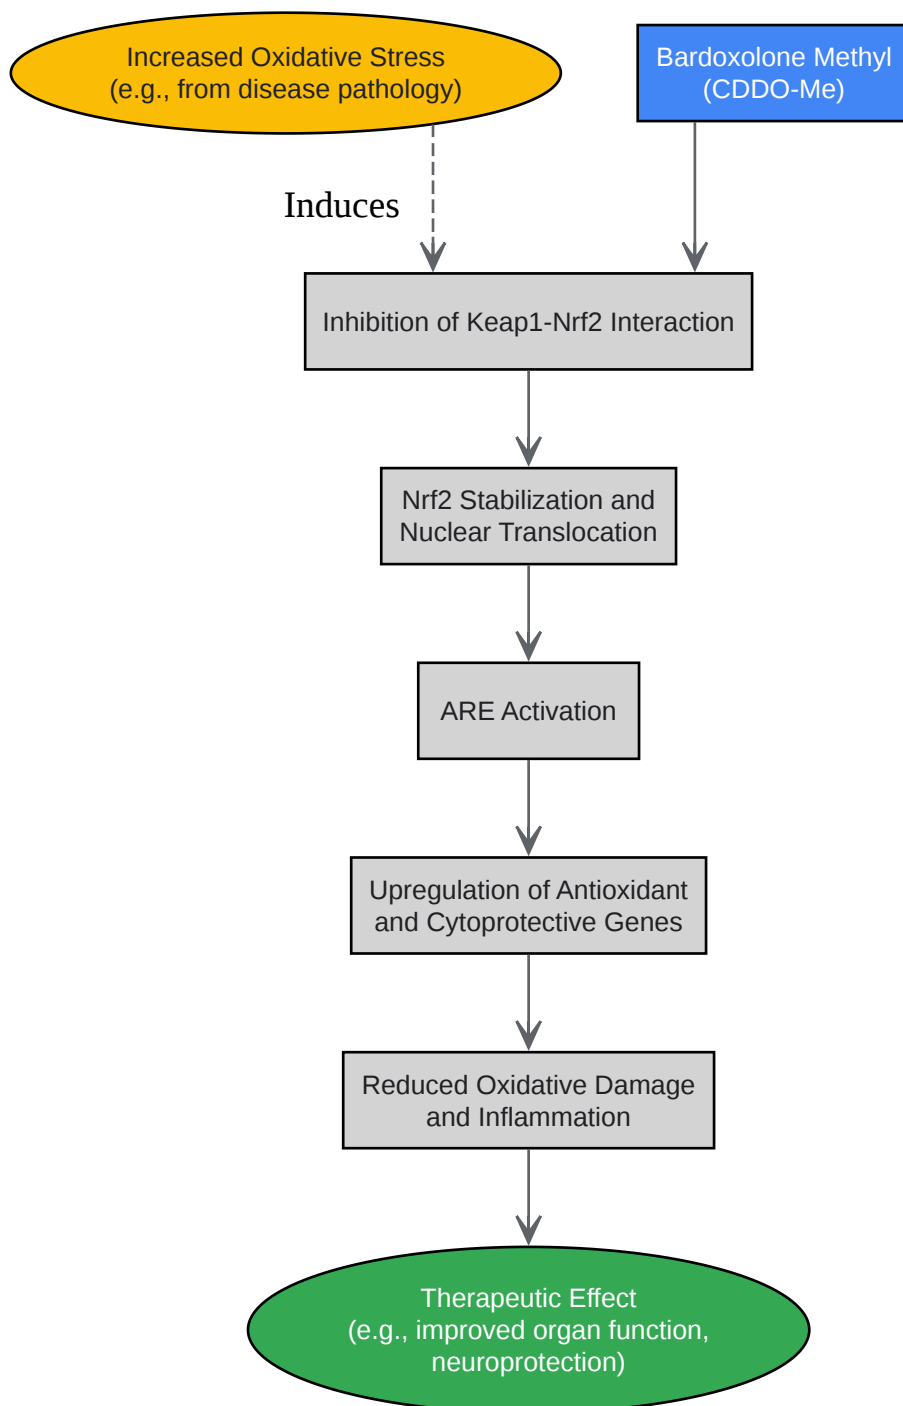 Increased Oxidative Stress
(e.g., from disease pathology)
Bardoxolone Methyl
(CDDO-Me)
Induces
Inhibition of Keap1-Nrf2 Interaction
Nrf2 Stabilization and
Nuclear Translocation
ARE Activation
Upregulation of Antioxidant
and Cytoprotective Genes
Reduced Oxidative Damage
and Inflammation
Therapeutic Effect
(e.g., improved organ function,
neuroprotection)